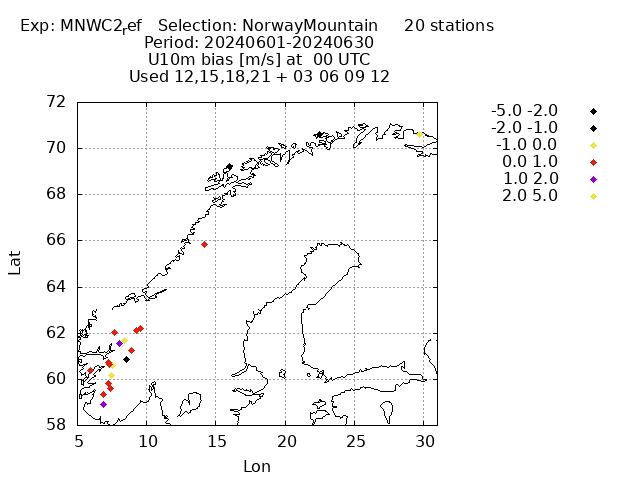 Exp: MNWC2ref   Selection: NorwayMountain     20 stations
Period: 20240601-20240630
U10m bias [m/s] at  00 UTC
Used 12,15,18,21 + 03 06 09 12
-5.0 -2.0
-2.0 -1.0
-1.0 0.0
0.0 1.0
1.0 2.0
2.0 5.0
72
70
68
66
64
62
60
58
Lat
5 10 15 20 25 30
Lon